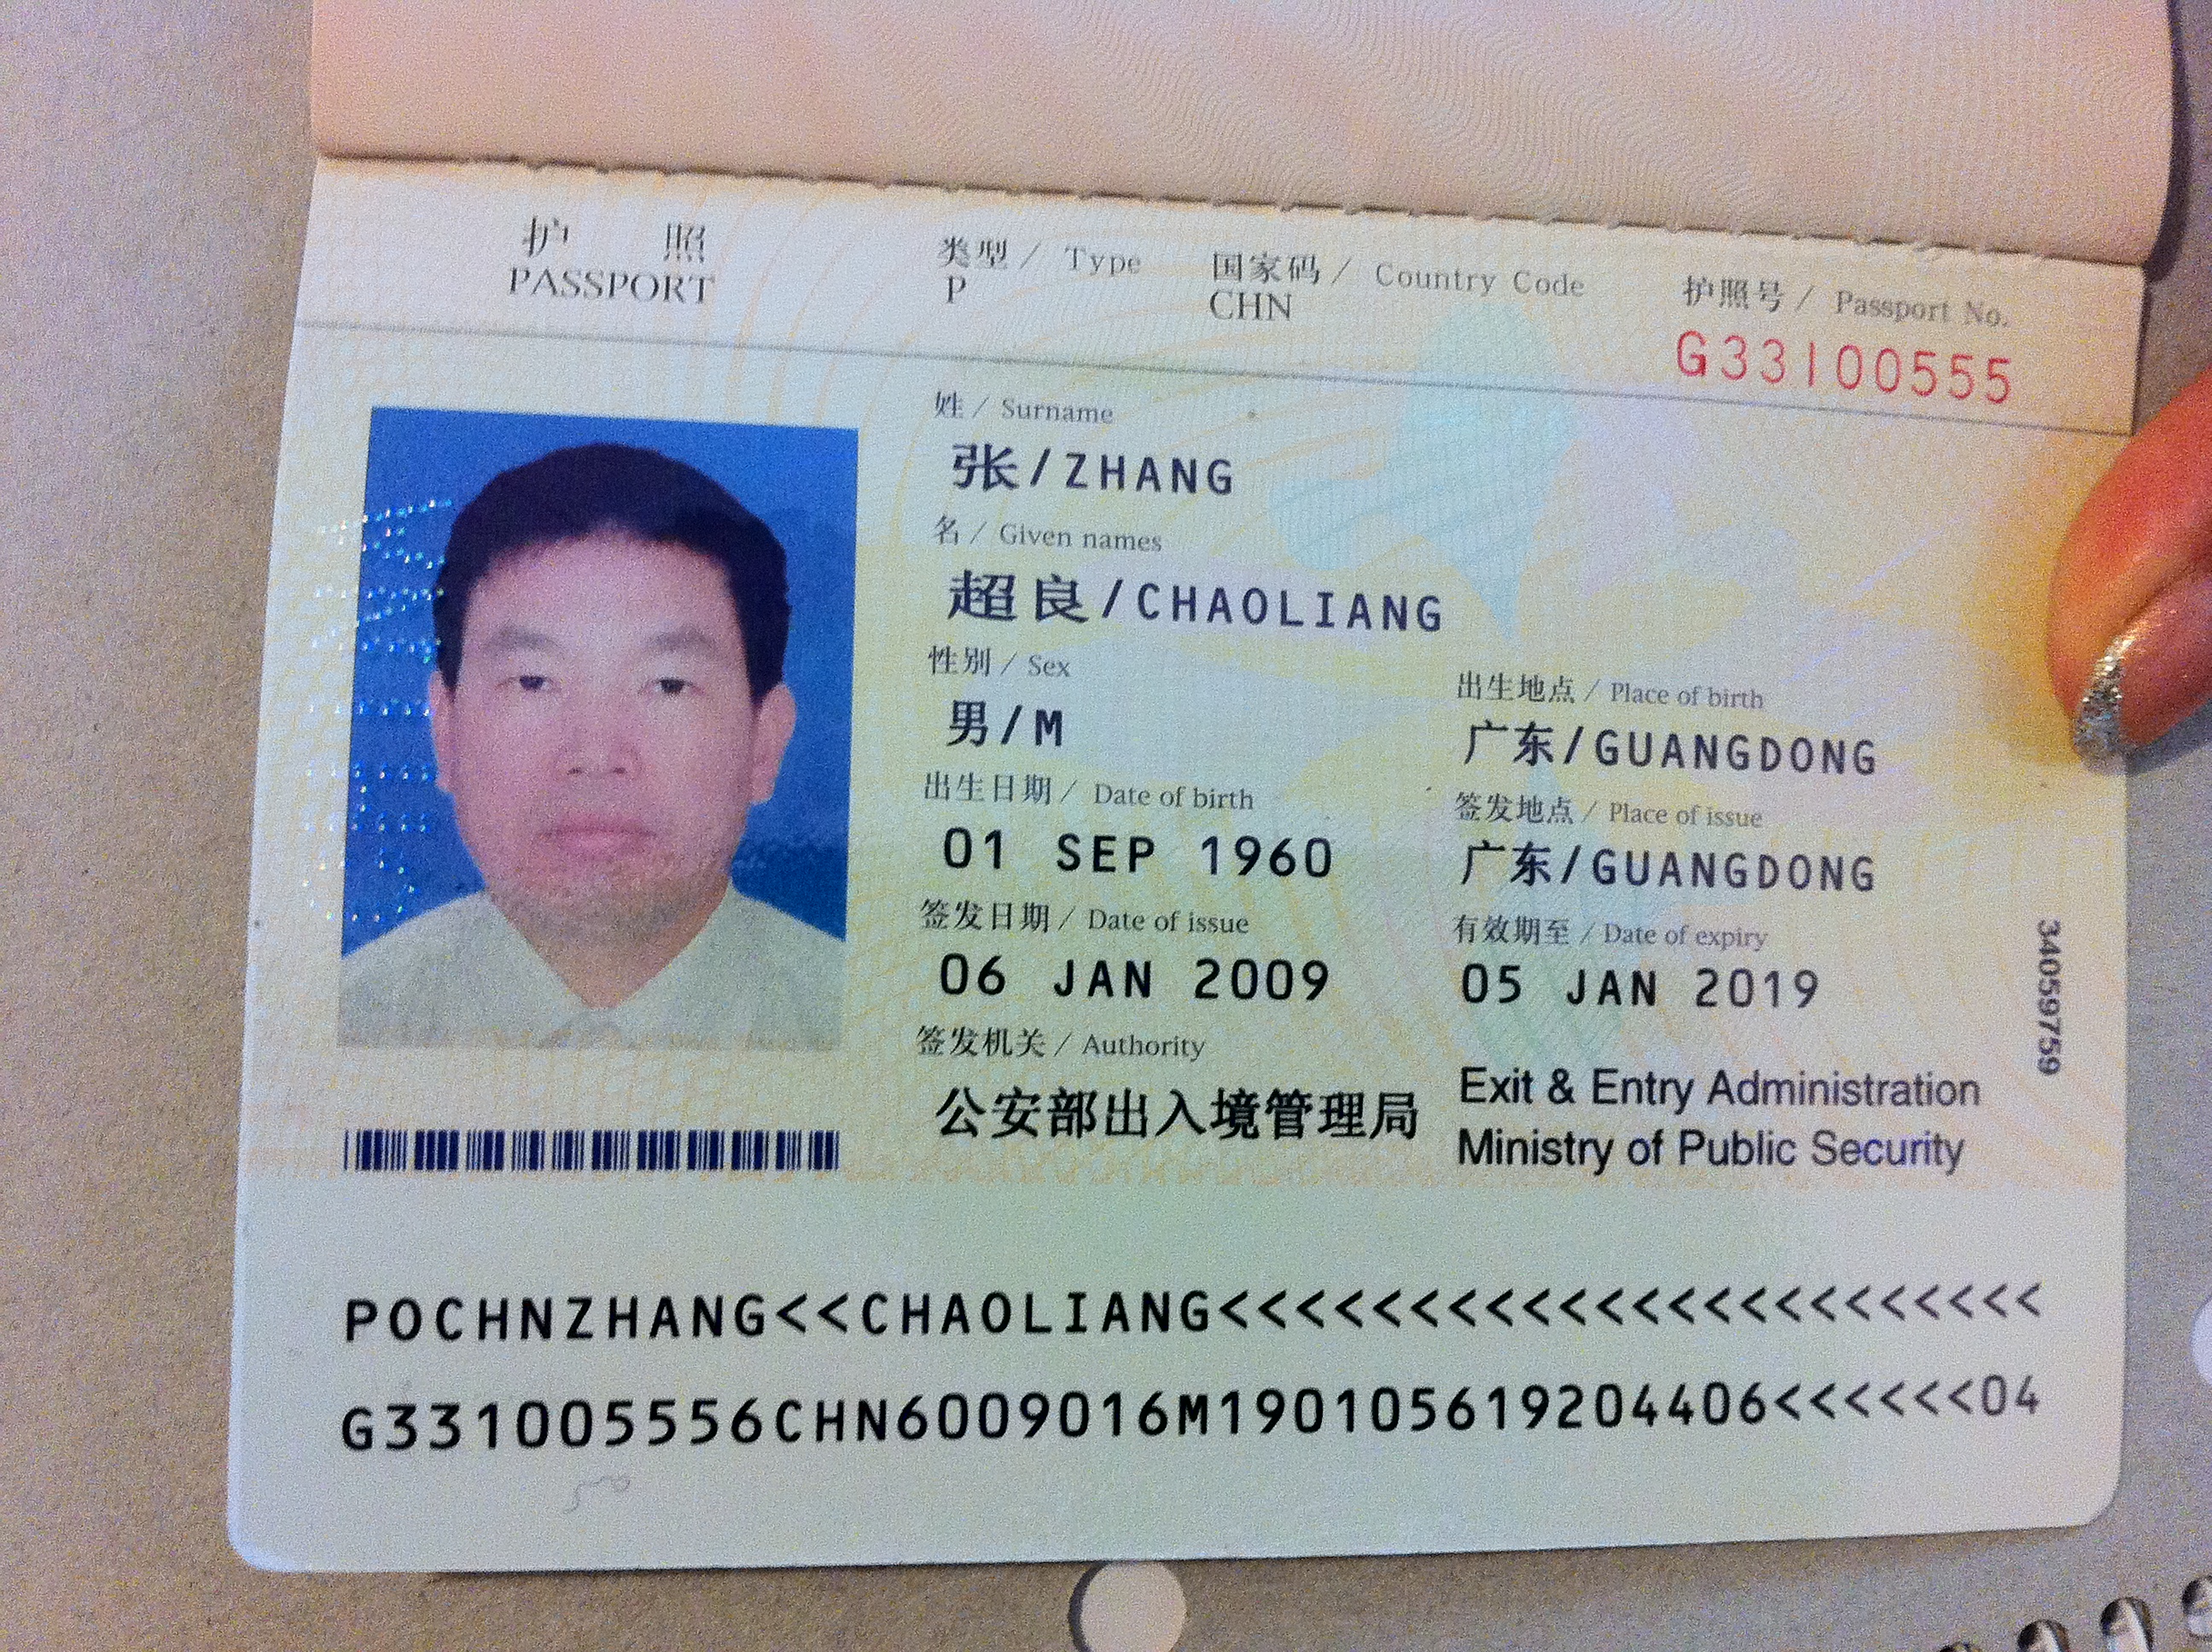 护 照
PASSPORT
类型 / Type
P
国家码 / Country Code
CHN
护照号 / Passport No.
G33100555
姓 / Surname
张/ZHANG
名 / Given names
超良/CHAOLIANG
性别 / Sex
男/M
出生地点 / Place of birth
广东/GUANGDONG
出生日期 / Date of birth
01 SEP 1960
签发地点 / Place of issue
广东/GUANGDONG
签发日期 / Date of issue
06 JAN 2009
有效期至 / Date of expiry
05 JAN 2019
签发机关 / Authority
公安部出入境管理局
Exit & Entry Administration
Ministry of Public Security
34059759
POCHNZHANG<<CHAOLIANG<<<<<<<<<<<<<<<<<<<<<<<
G331005556CHN6009016M190105619204406<<<<<<04